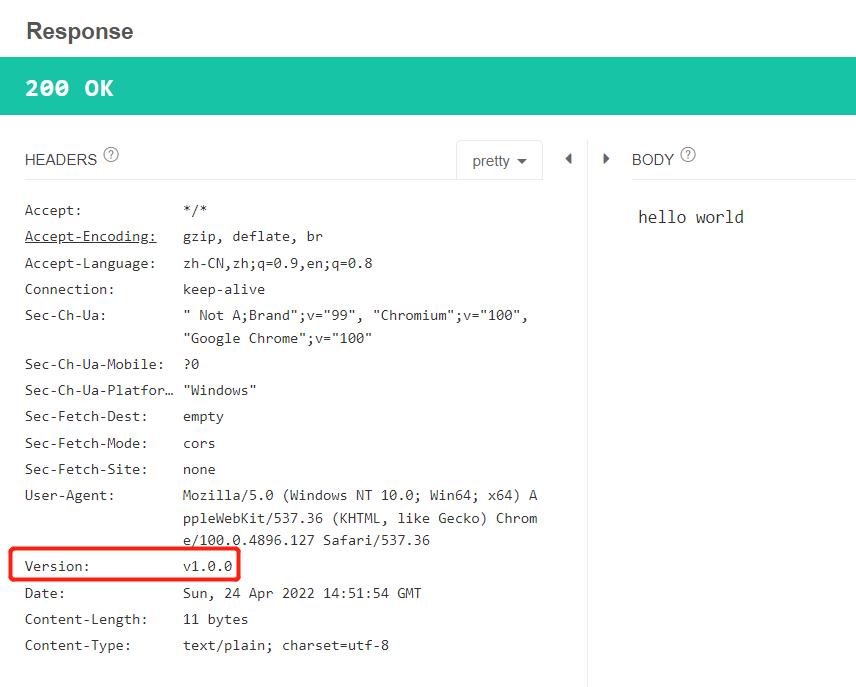 Response
200 OK
HEADERS ?
pretty
BODY ?
Accept: */*
Accept-Encoding: gzip, deflate, br
Accept-Language: zh-CN,zh;q=0.9,en;q=0.8
Connection: keep-alive
Sec-Ch-Ua: " Not A;Brand";v="99", "Chromium";v="100",
"Google Chrome";v="100"
Sec-Ch-Ua-Mobile: ?0
Sec-Ch-Ua-Platfor… "Windows"
Sec-Fetch-Dest: empty
Sec-Fetch-Mode: cors
Sec-Fetch-Site: none
User-Agent: Mozilla/5.0 (Windows NT 10.0; Win64; x64) A
ppleWebKit/537.36 (KHTML, like Gecko) Chrom
e/100.0.4896.127 Safari/537.36
Version: v1.0.0
Date: Sun, 24 Apr 2022 14:51:54 GMT
Content-Length: 11 bytes
Content-Type: text/plain; charset=utf-8
hello world